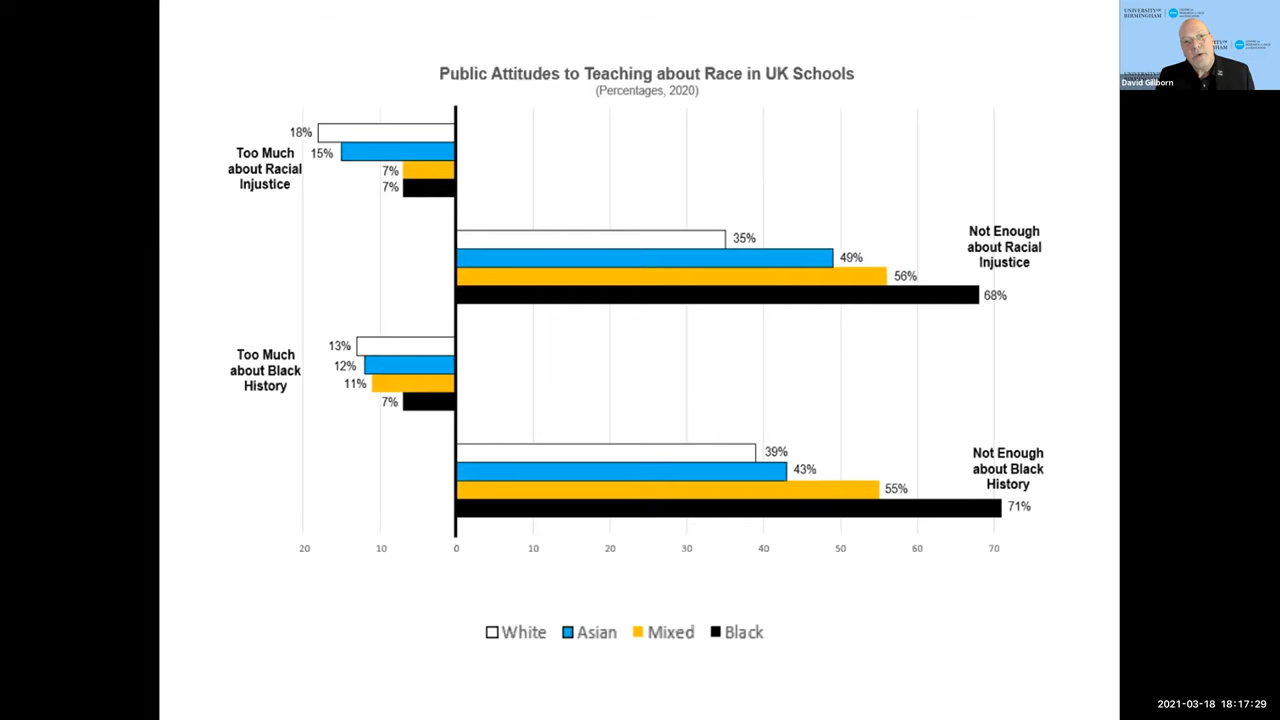 UNIVERSITY OF
BIRMINGHAM
David Gillborn
Public Attitudes to Teaching about Race in UK Schools
(Percentages, 2020)
18%
Too Much
about Racial
Injustice
15%
7%
7%
35%
49%
56%
68%
Not Enough
about Racial
Injustice
13%
Too Much
about Black
History
12%
11%
7%
39%
43%
55%
71%
Not Enough
about Black
History
20 10 0 10 20 30 40 50 60 70
White Asian Mixed Black
2021-03-18 18:17:29